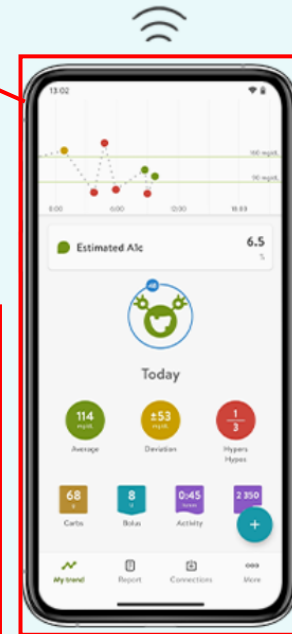 13:02
160 mg/dL
90 mg/dL
0:00 6:00 12:00 18:00
Estimated A1c 6.5
%
Today
114 ±53 1
mg/dL mg/dL 3
Average Deviation Hypers
Hypos
68 8 0:45 2 350
Carbs Bolus Activity
+
My trend Report Connections More